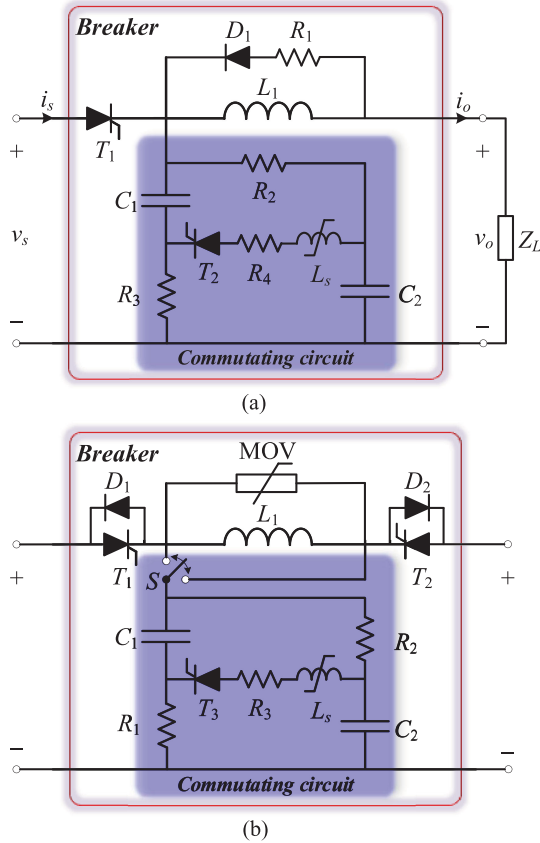 Breaker
D1 R1
is L1 io
+ T1 +
C1 R2
vs T2 R4 Ls vo ZL
R3 C2
− −
Commutating circuit
(a)
Breaker MOV
D1 L1 D2
+ T1 S T2 +
C1 R2
T3 R3 Ls
R1 C2
− −
Commutating circuit
(b)